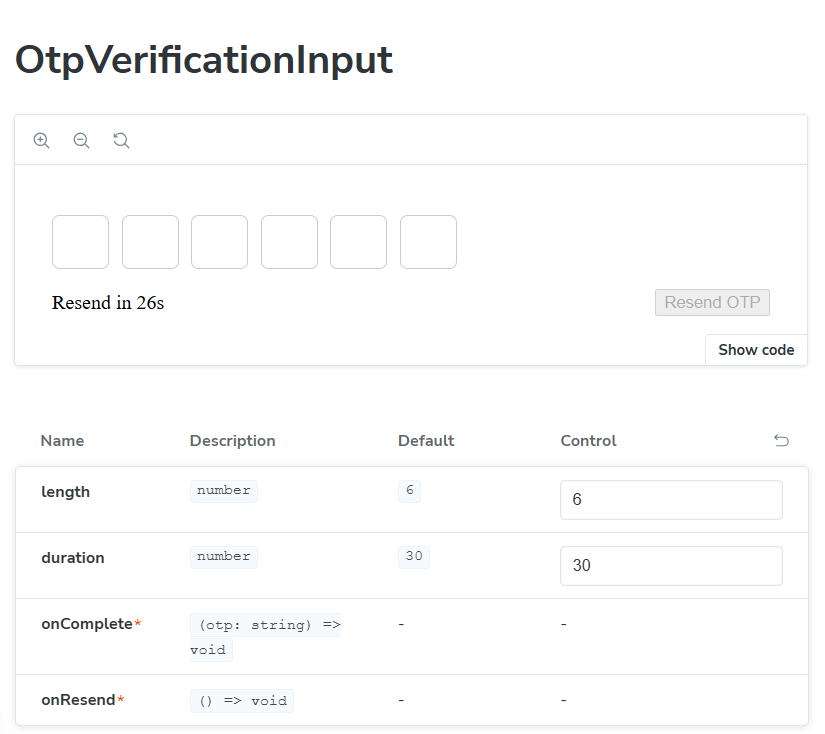 OtpVerificationInput
Resend in 26s
Resend OTP
Show code
Name Description Default Control
length number 6 6
duration number 30 30
onComplete* (otp: string) => - -
void
onResend* () => void - -